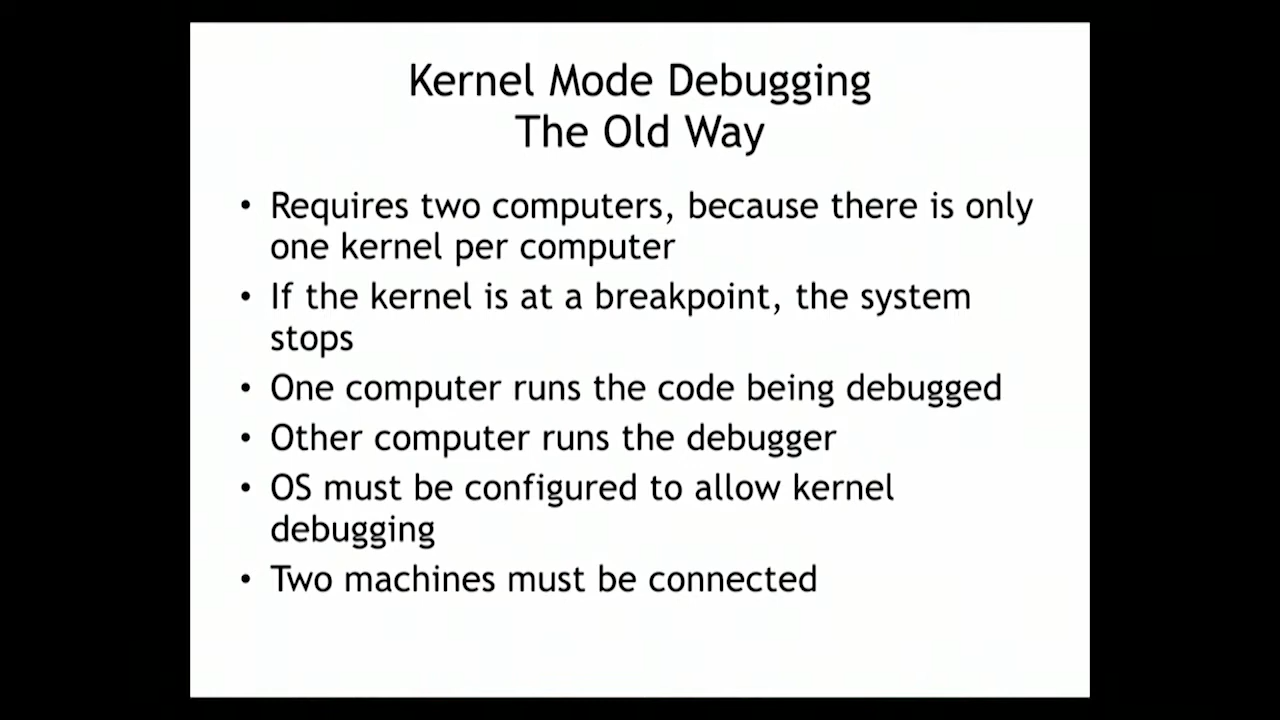 Kernel Mode Debugging
The Old Way
• Requires two computers, because there is only
one kernel per computer
• If the kernel is at a breakpoint, the system
stops
• One computer runs the code being debugged
• Other computer runs the debugger
• OS must be configured to allow kernel
debugging
• Two machines must be connected